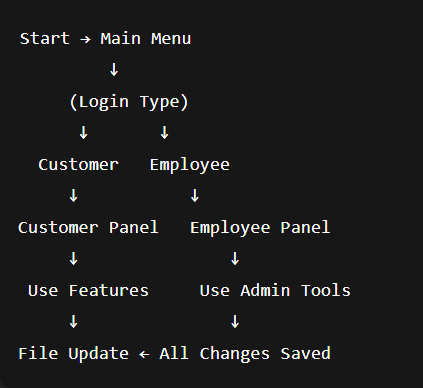 Start → Main Menu
↓
(Login Type)
↓ ↓
Customer Employee
↓ ↓
Customer Panel Employee Panel
↓ ↓
Use Features Use Admin Tools
↓ ↓
File Update ← All Changes Saved